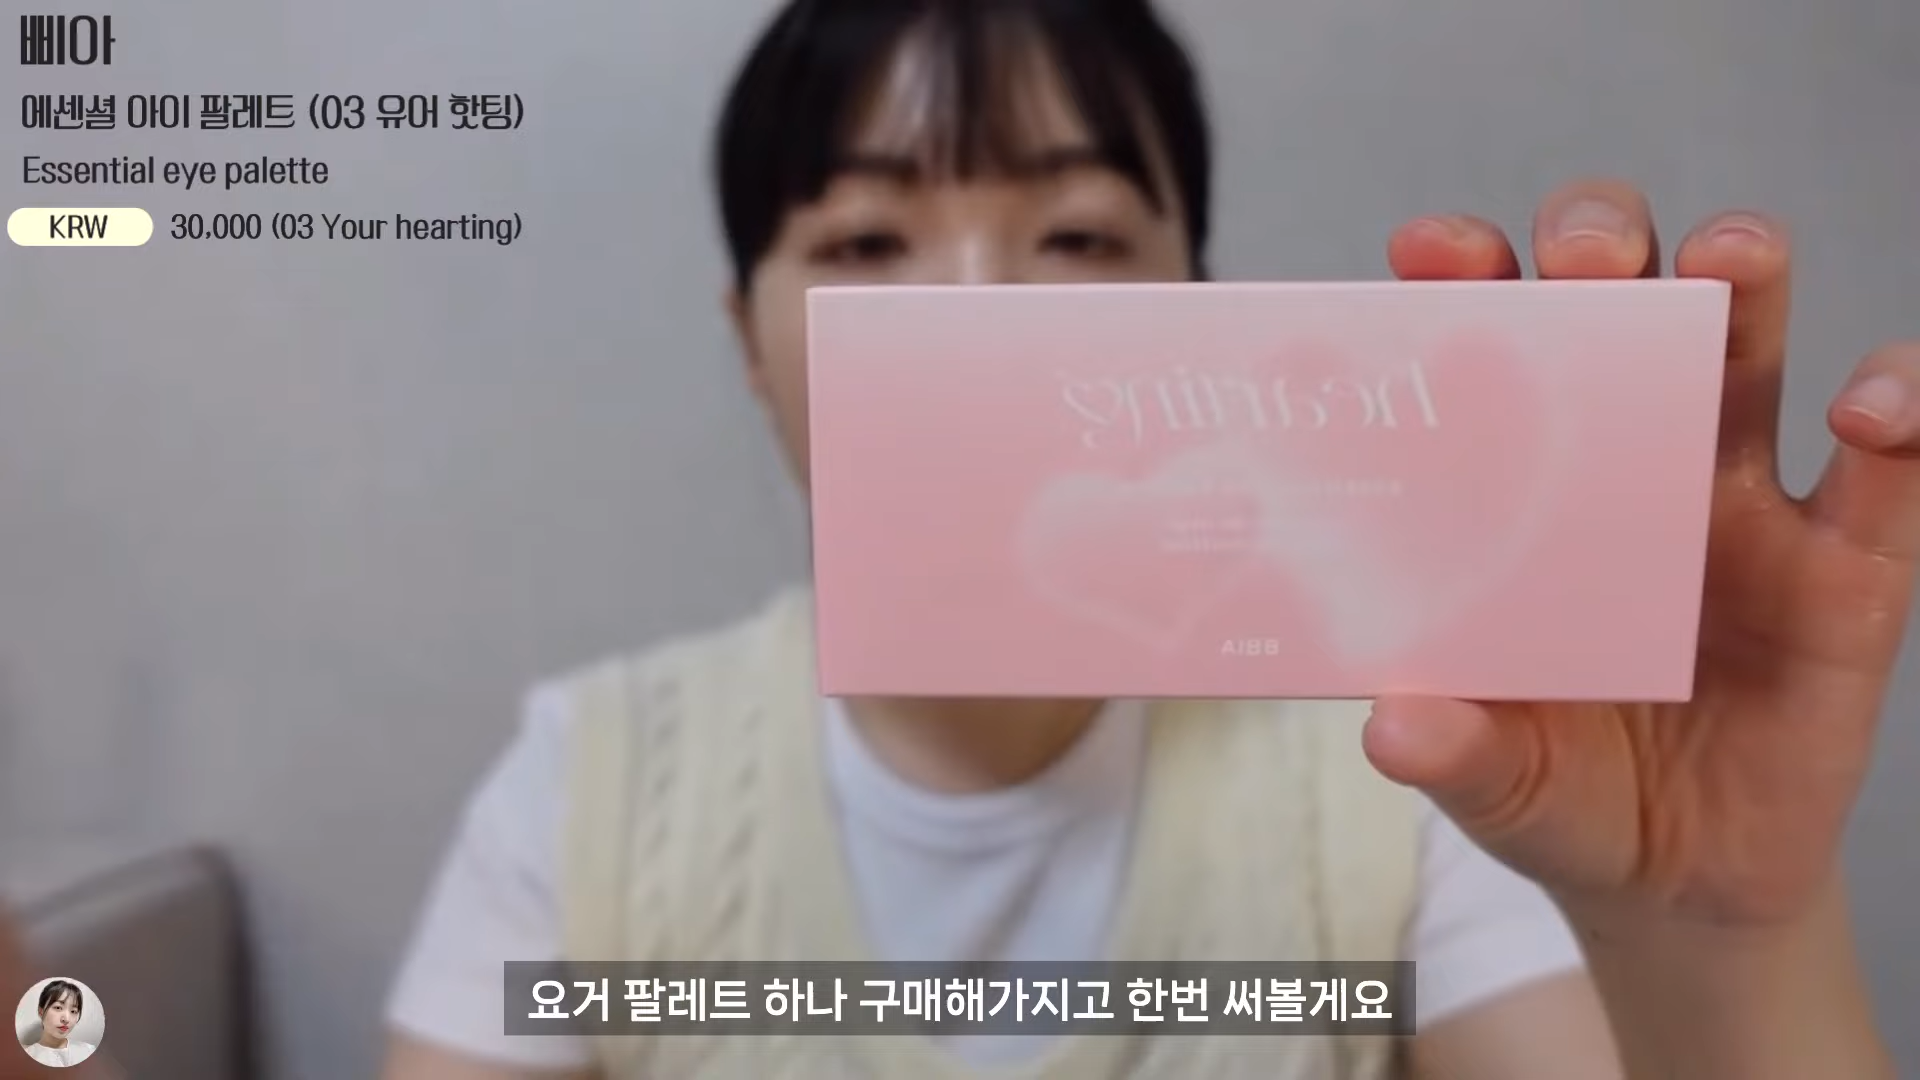 삐아
에센셜 아이 팔레트 (03 유어 핫팅)
Essential eye palette
KRW 30,000 (03 Your hearting)
hearting
BBIA
요거 팔레트 하나 구매해가지고 한번 써볼게요